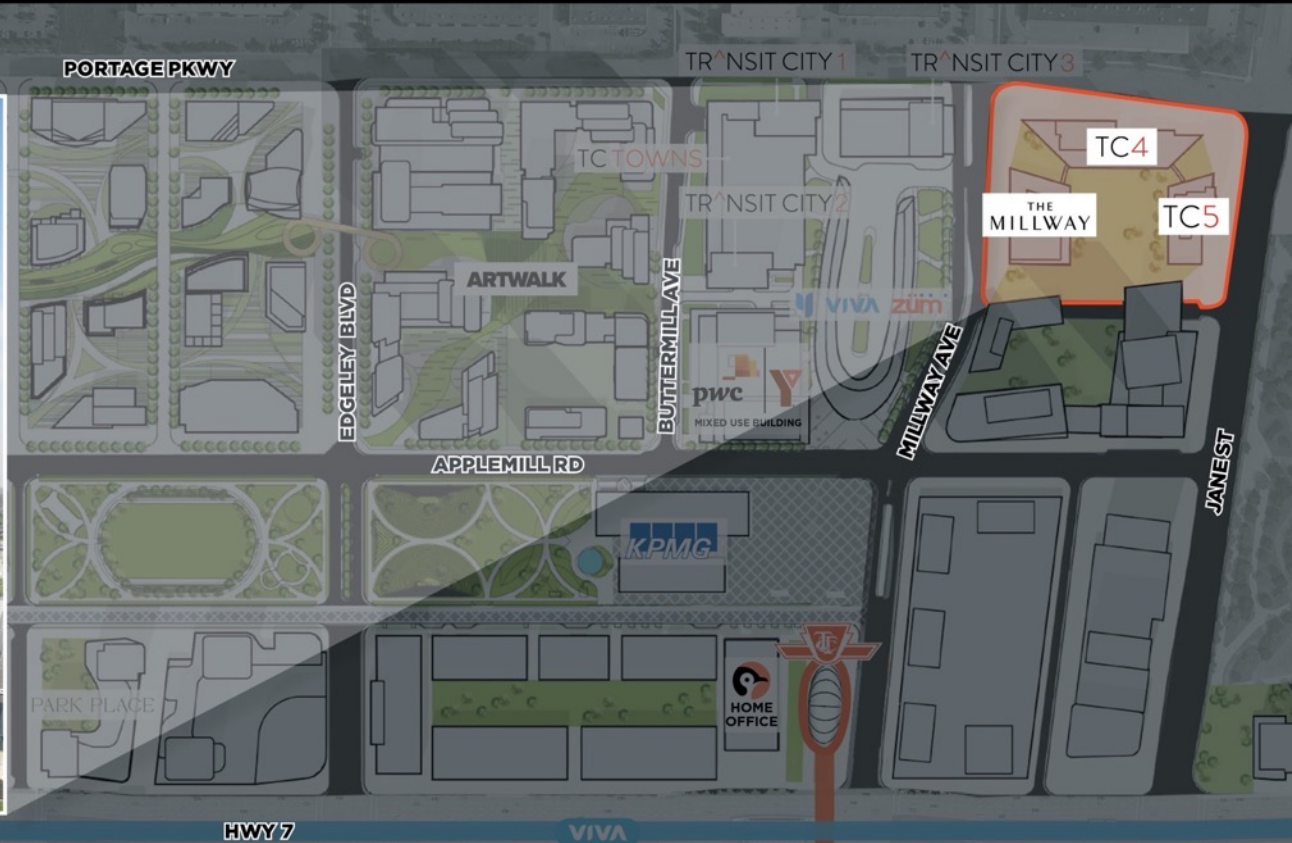 PORTAGE PKWY
TR^NSIT CITY 1
TR^NSIT CITY 3
TC TOWNS
TC4
THE
MILLWAY
TC5
TR^NSIT CITY 2
ARTWALK
EDGELEY BLVD
BUTTERMILL AVE
VIVA züm
pwc Y
MIXED USE BUILDING
MILLWAY AVE
JANE ST
APPLEMILL RD
KPMG
PARK PLACE
HOME
OFFICE
HWY 7
VIVA